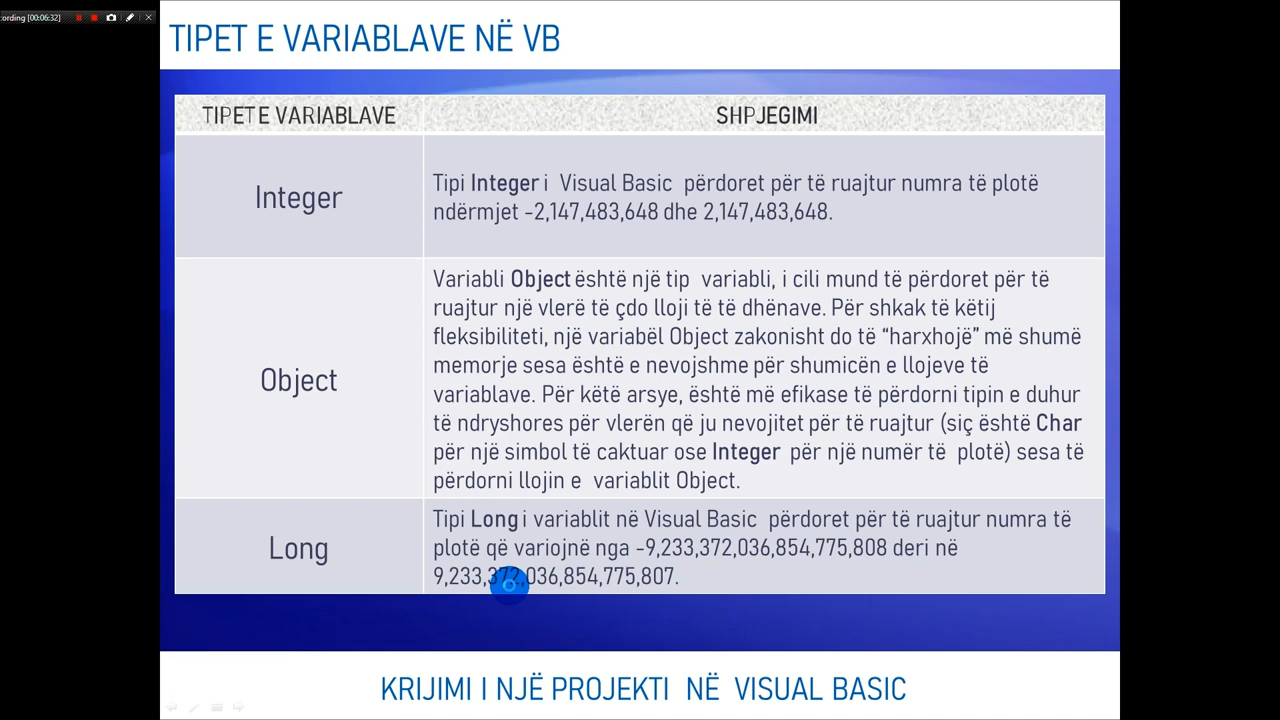 cording [00:06:32]
TIPET E VARIABLAVE NË VB
TIPET E VARIABLAVE
SHPJEGIMI
Integer
Tipi Integer i Visual Basic përdoret për të ruajtur numra të plotë
ndërmjet -2,147,483,648 dhe 2,147,483,648.
Object
Variabli Object është një tip variabli, i cili mund të përdoret për të
ruajtur një vlerë të çdo lloji të të dhënave. Për shkak të këtij
fleksibiliteti, një variabël Object zakonisht do të “harxhojë” më shumë
memorje sesa është e nevojshme për shumicën e llojeve të
variablave. Për këtë arsye, është më efikase të përdorni tipin e duhur
të ndryshores për vlerën që ju nevojitet për të ruajtur (siç është Char
për një simbol të caktuar ose Integer për një numër të plotë) sesa të
përdorni llojin e variablit Object.
Long
Tipi Long i variablit në Visual Basic përdoret për të ruajtur numra të
plotë që variojnë nga -9,233,372,036,854,775,808 deri në
9,233,372,036,854,775,807.
KRIJIMI I NJË PROJEKTI NË VISUAL BASIC